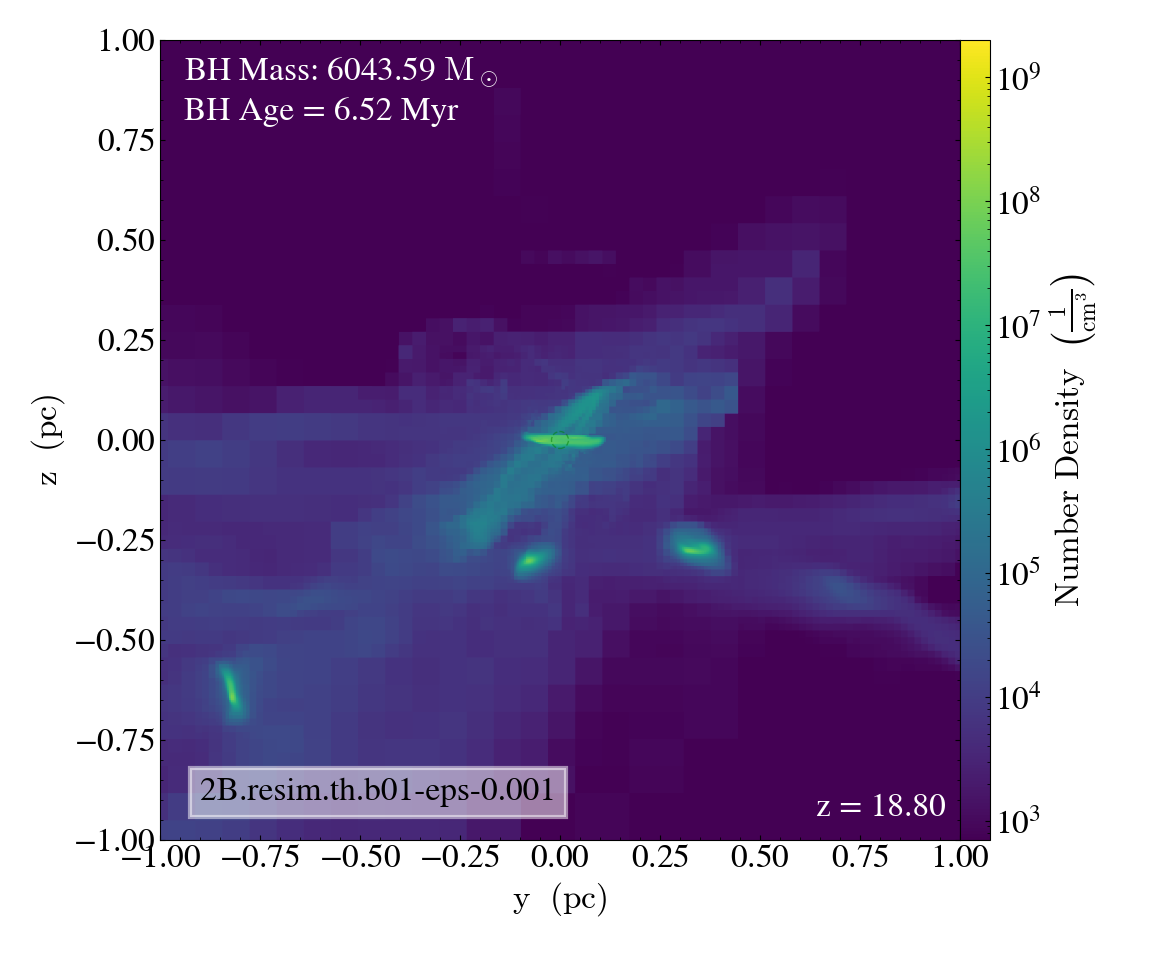 BH Mass: 6043.59 M⊙
BH Age = 6.52 Myr
1.00
0.75
0.50
0.25
0.00
−0.25
−0.50
−0.75
−1.00
z (pc)
2B.resim.th.b01-eps-0.001
z = 18.80
−1.00 −0.75 −0.50 −0.25 0.00 0.25 0.50 0.75 1.00
y (pc)
10⁹
10⁸
10⁷
10⁶
10⁵
10⁴
10³
Number Density (1/cm³)